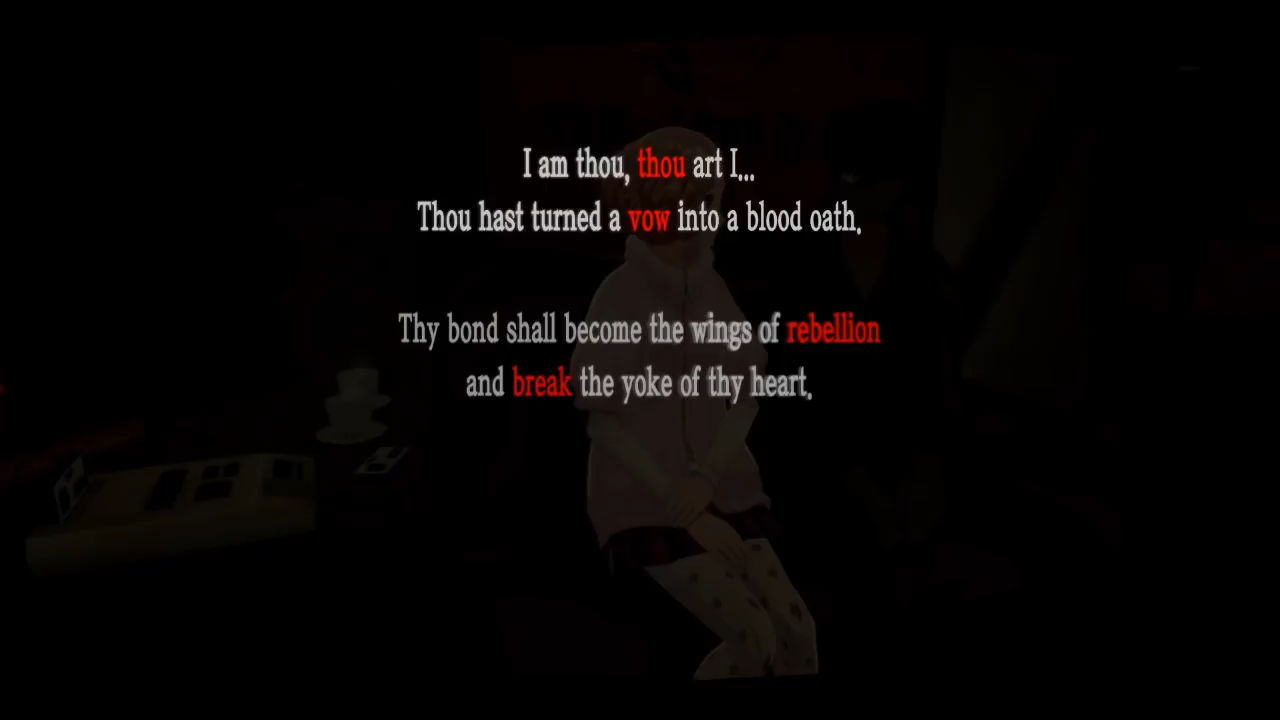 I am thou, thou art I...
Thou hast turned a vow into a blood oath.
Thy bond shall become the wings of rebellion
and break the yoke of thy heart.